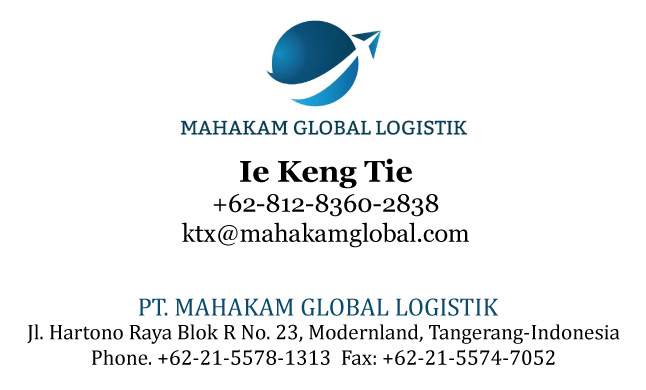 MAHAKAM GLOBAL LOGISTIK
Ie Keng Tie
+62-812-8360-2838
ktx@mahakamglobal.com
PT. MAHAKAM GLOBAL LOGISTIK
Jl. Hartono Raya Blok R No. 23, Modernland, Tangerang-Indonesia
Phone. +62-21-5578-1313 Fax: +62-21-5574-7052